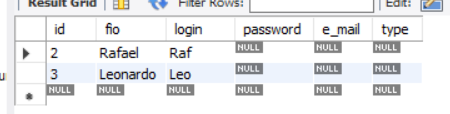 Result Grid Filter Rows: Edit:
id fio login password e_mail type
2 Rafael Raf NULL NULL NULL
3 Leonardo Leo NULL NULL NULL
NULL NULL NULL NULL NULL NULL